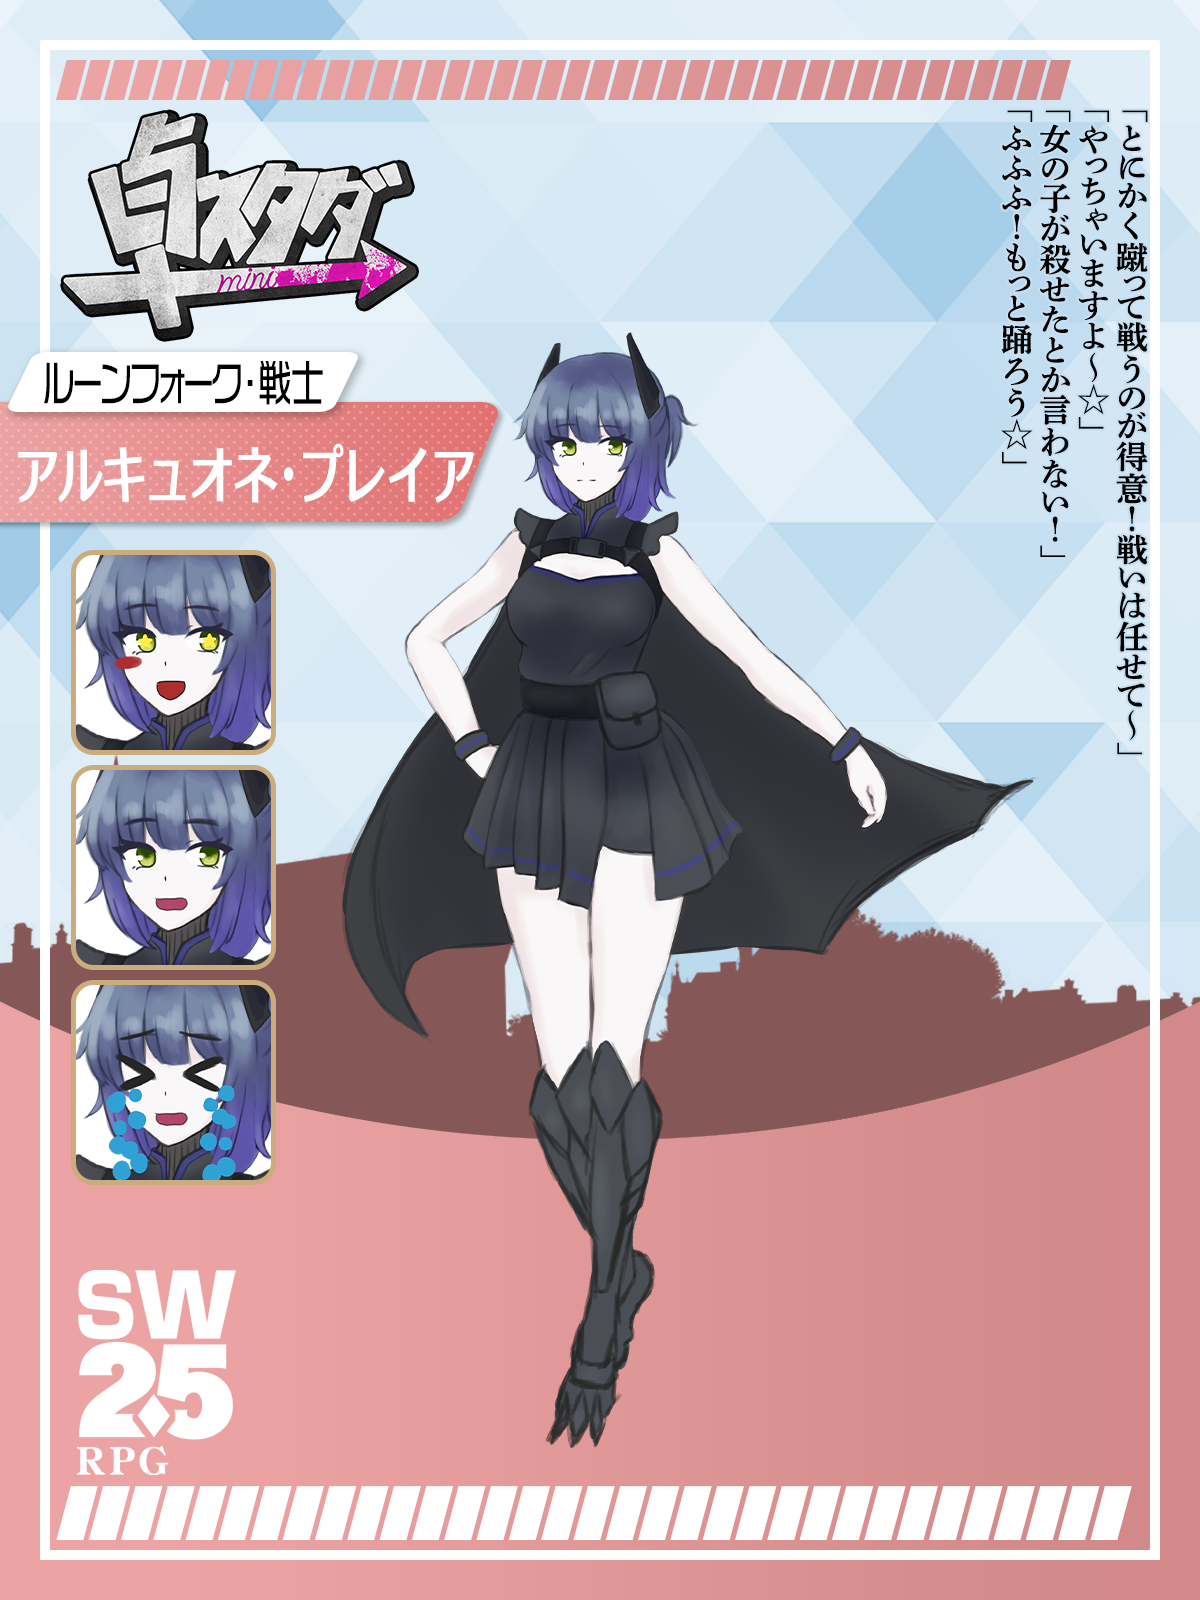 卓スタダ
mini
ルーンフォーク・戦士
アルキュオネ・プレイア
「とにかく蹴って戦うのが得意！戦いは任せて～」
「やっちゃいますよ～☆」
「女の子が殺せたとか言わない！」
「ふふふ！もっと踊ろう☆」
SW
2.5
RPG